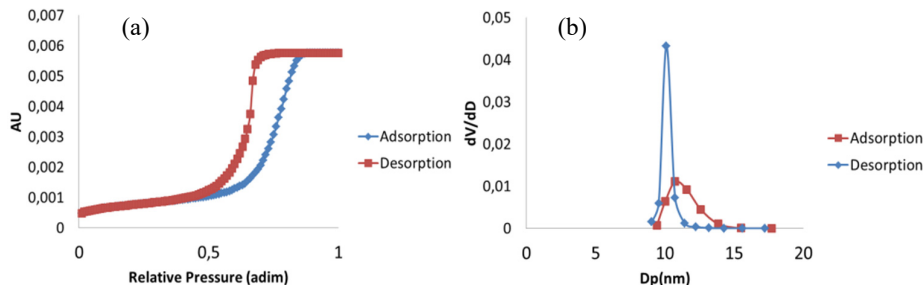 (a)
0,007
0,006
0,005
0,004
0,003
0,002
0,001
0
AU
0
0,5
1
Relative Pressure (adim)
Adsorption
Desorption
(b)
0,05
0,04
0,03
0,02
0,01
0
dV/dD
0
5
10
15
20
Dp(nm)
Adsorption
Desorption